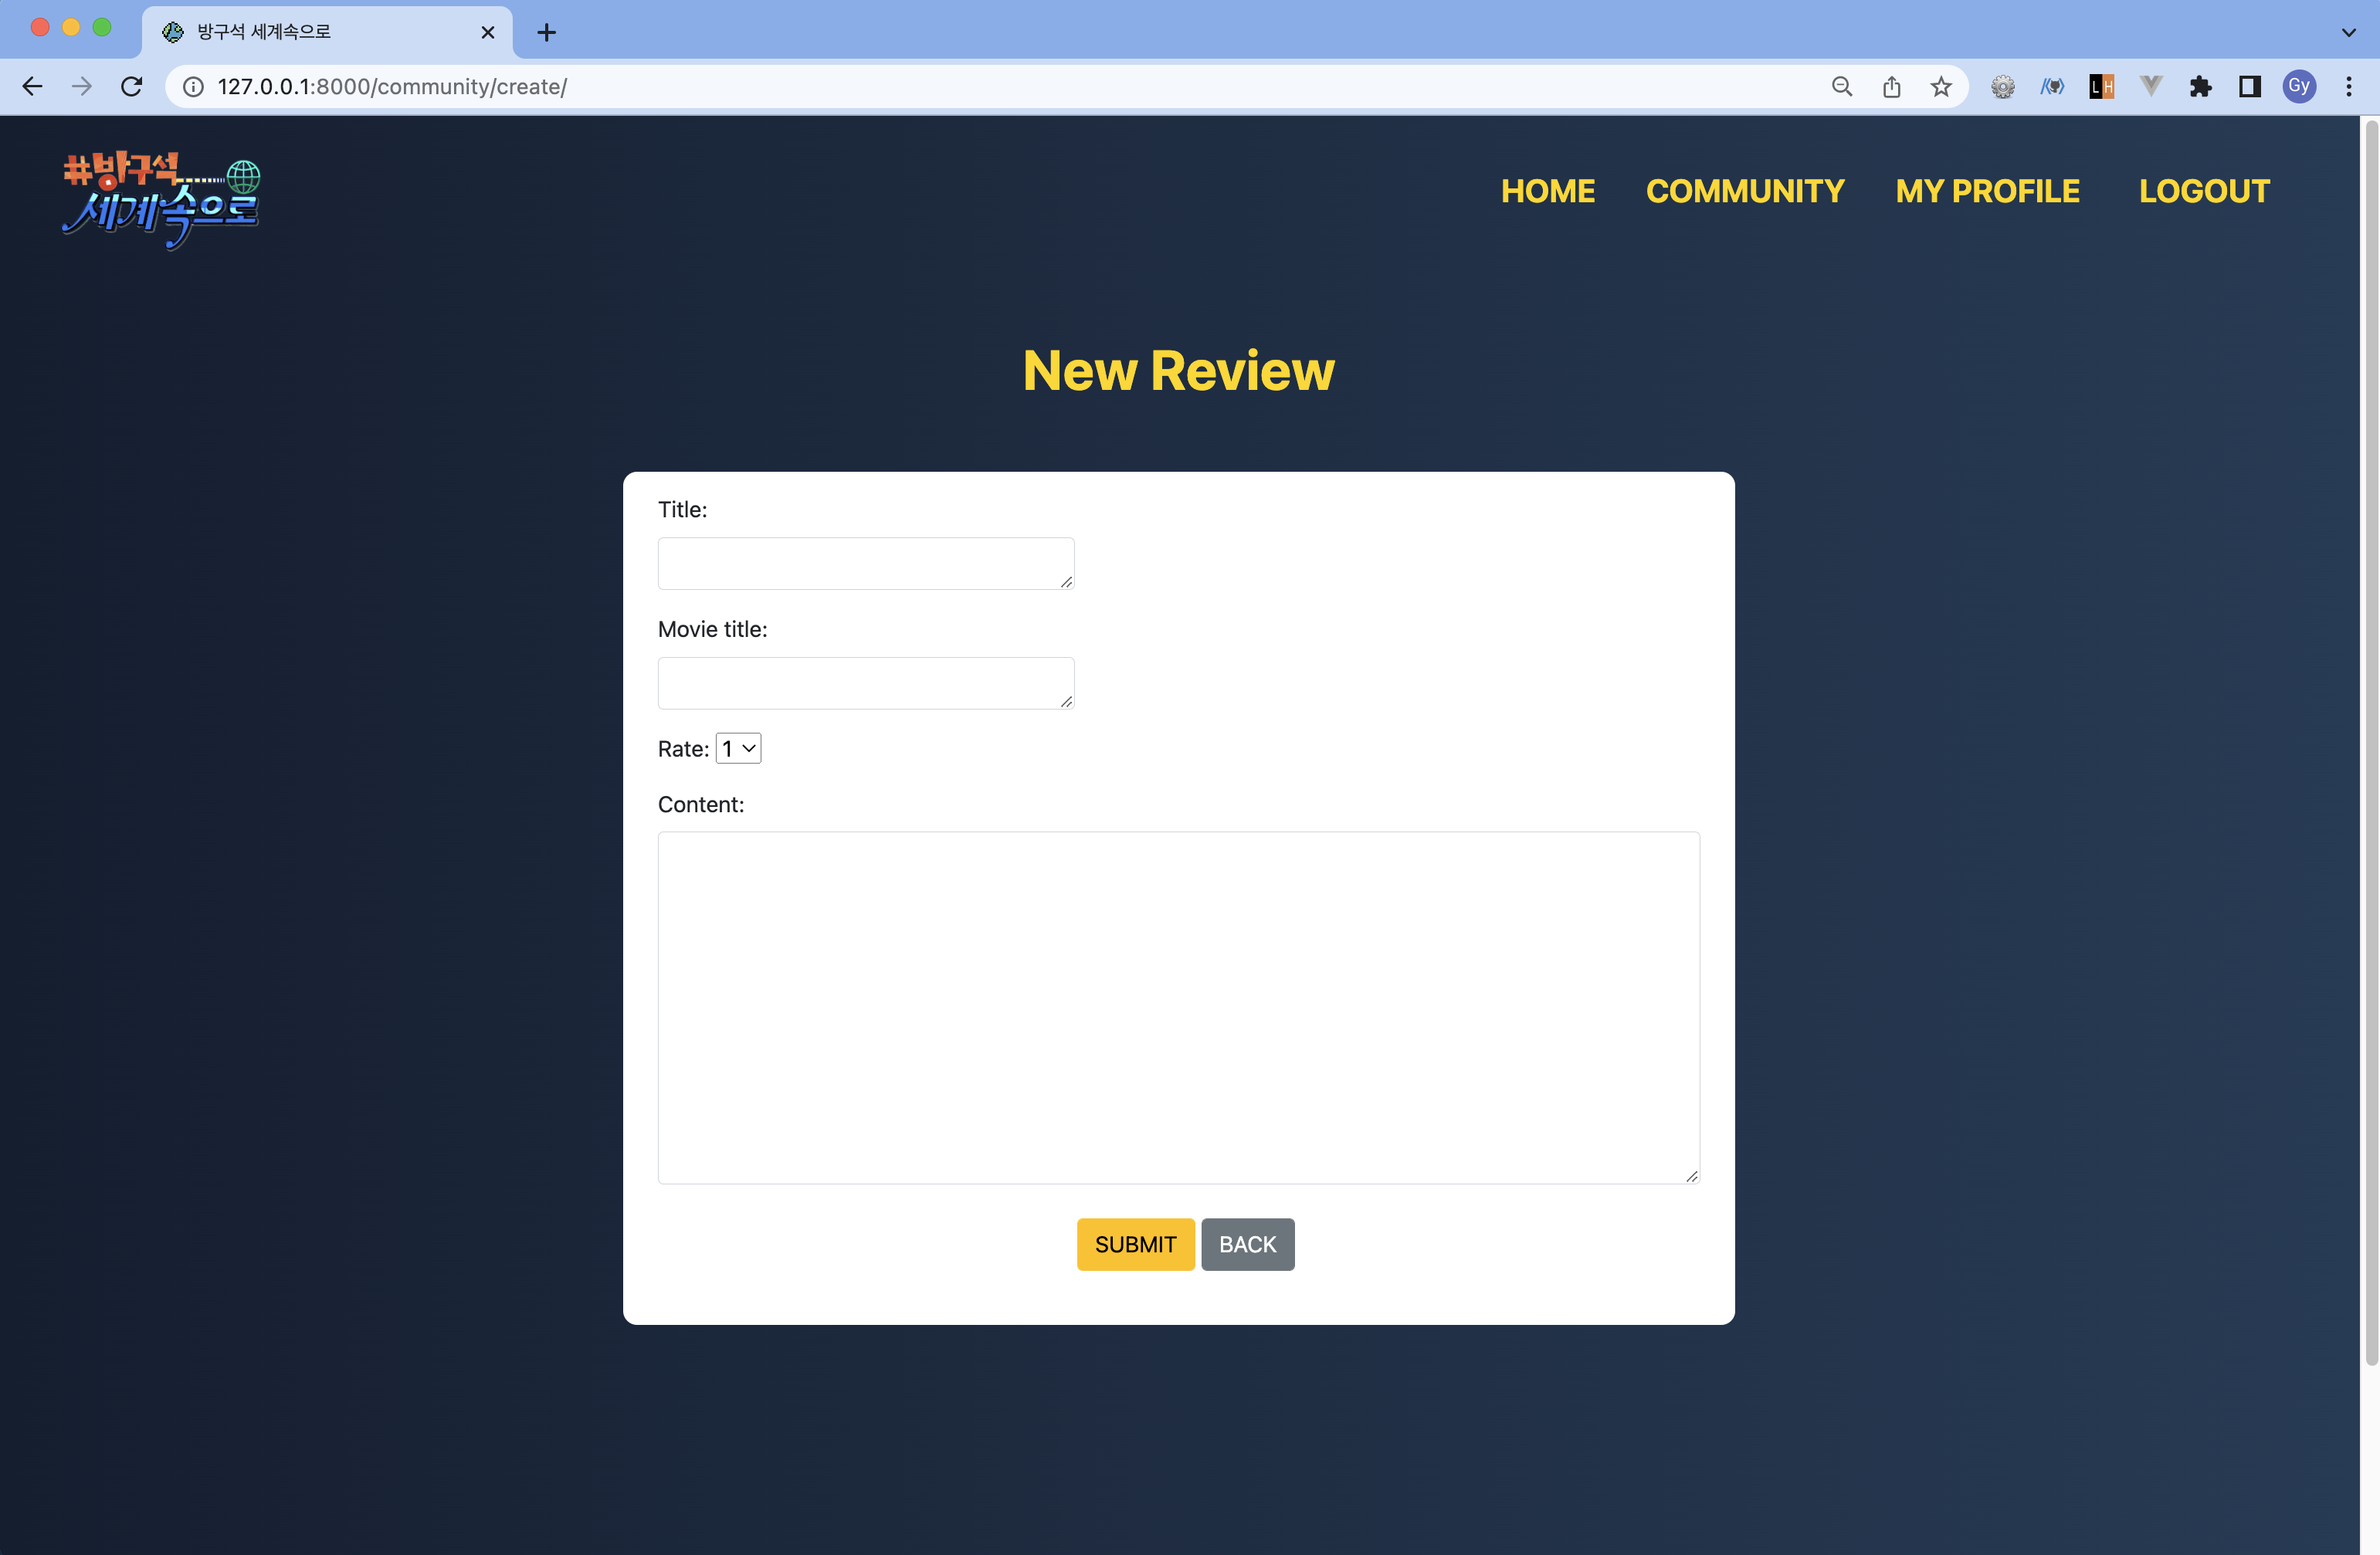 방구석 세계속으로
127.0.0.1:8000/community/create/
LH
Gy
#방구석
세계속으로
HOME COMMUNITY MY PROFILE LOGOUT
New Review
Title:
Movie title:
Rate: 1
Content:
SUBMIT BACK